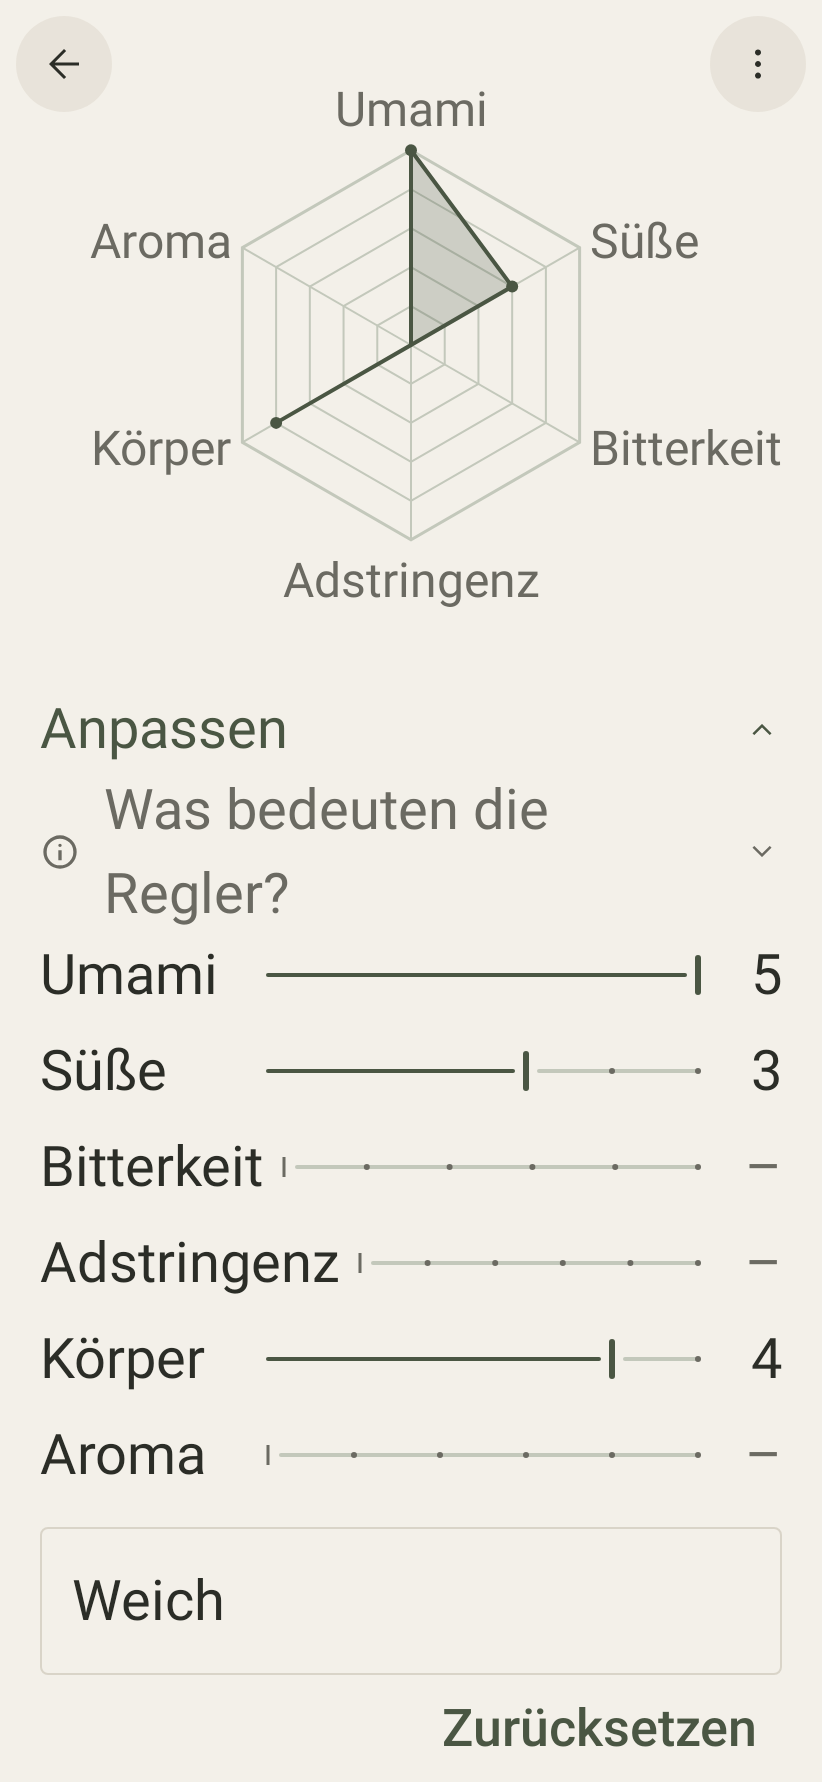 Umami
Aroma
Süße
Körper
Bitterkeit
Adstringenz
Anpassen
Was bedeuten die
Regler?
Umami 5
Süße 3
Bitterkeit –
Adstringenz –
Körper 4
Aroma –
Weich
Zurücksetzen